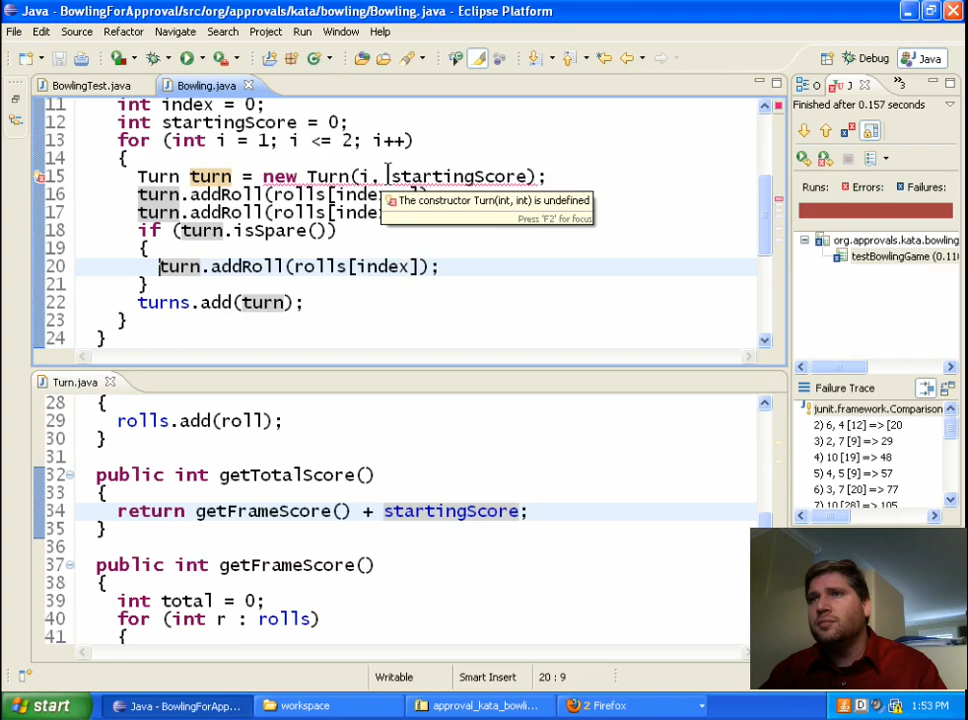 Java - BowlingForApproval/src/org/approvals/kata/bowling/Bowling.java - Eclipse Platform
File Edit Source Refactor Navigate Search Project Run Window Help
Debug Java
BowlingTest.java Bowling.java
11 int index = 0;
12 int startingScore = 0;
13 for (int i = 1; i <= 2; i++)
14 {
15 Turn turn = new Turn(i, startingScore);
16 turn.addRoll(rolls[inde
17 turn.addRoll(rolls[inde
The constructor Turn(int, int) is undefined
Press 'F2' for focus
18 if (turn.isSpare())
19 {
20 turn.addRoll(rolls[index]);
21 }
22 turns.add(turn);
23 }
24 }
Turn.java
28 {
29 rolls.add(roll);
30 }
31
32 public int getTotalScore()
33 {
34 return getFrameScore() + startingScore;
35 }
36
37 public int getFrameScore()
38 {
39 int total = 0;
40 for (int r : rolls)
41 {
O J 3
Finished after 0.157 seconds
Runs: Errors: Failures:
org.approvals.kata.bowling
testBowlingGame (0.11
Failure Trace
junit.framework.Comparison
2) 6, 4 [12] => [20
3) 2, 7 [9] => 29
4) 10 [19] => 48
5) 4, 5 [9] => 57
6) 3, 7 [20] => 77
7) 10 [28] => 105
Writable Smart Insert 20 : 9
start Java - BowlingForApp... workspace approval_kata_bowli... 2 Firefox 1:53 PM